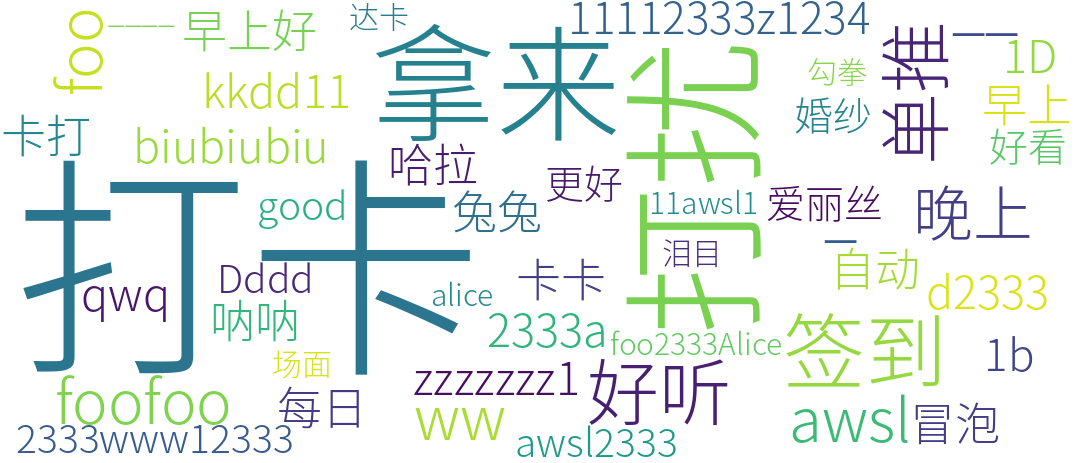 foo
____
早上好
达卡
拿来
11112333z1234
打扰
单推
一一
1D
勾拳
kkdd11
早上
婚纱
好看
卡打
biubiubiu
哈拉
更好
打卡
good
兔兔
11awsl1
爱丽丝
晚上
泪目
一
自动
Dddd
卡卡
qwq
呐呐
alice
2333a
d2333
foo2333Alice
签到
1b
场面
zzzzzzz1
好听
foofoo
每日
ww
awsl
冒泡
2333www12333
awsl2333